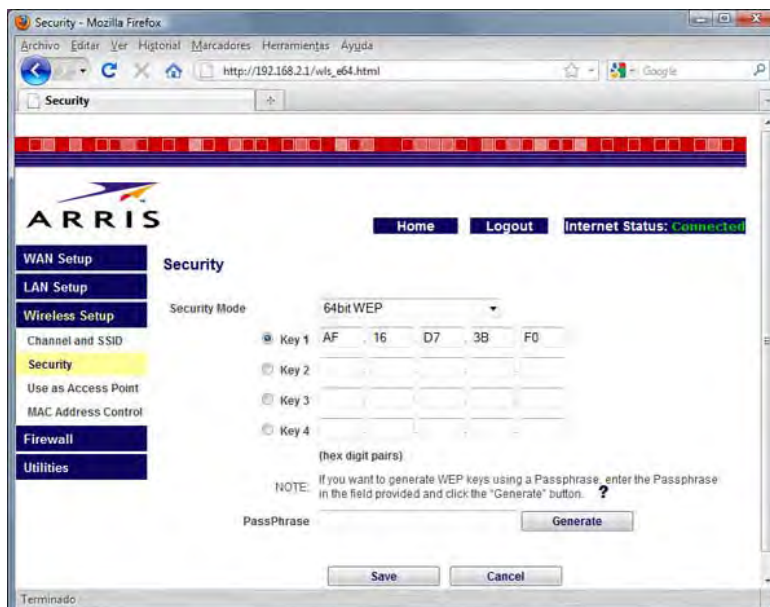 Security - Mozilla Firefox
Archivo Editar Ver Historial Marcadores Herramientas Ayuda
http://192.168.2.1/wls_e64.html
Google
Security
ARRIS
Home Logout Internet Status: Connected
WAN Setup
LAN Setup
Wireless Setup
Channel and SSID
Security
Use as Access Point
MAC Address Control
Firewall
Utilities
Security
Security Mode 64bit WEP
Key 1 AF . 16 . D7 . 3B . F0
Key 2
Key 3
Key 4
(hex digit pairs)
NOTE: If you want to generate WEP keys using a Passphrase, enter the Passphrase
in the field provided and click the "Generate" button. ?
PassPhrase Generate
Save Cancel
Terminado